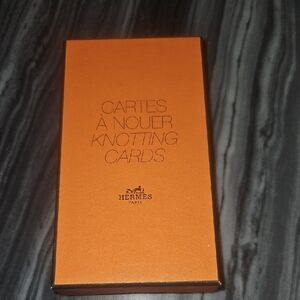 CARTES
À NOUER
KNOTTING
CARDS
HERMÈS
PARIS